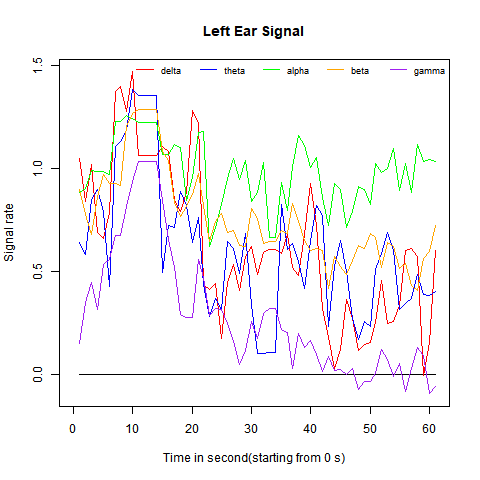 Left Ear Signal
delta theta alpha beta gamma
Signal rate
1.5
1.0
0.5
0.0
0 10 20 30 40 50 60
Time in second(starting from 0 s)